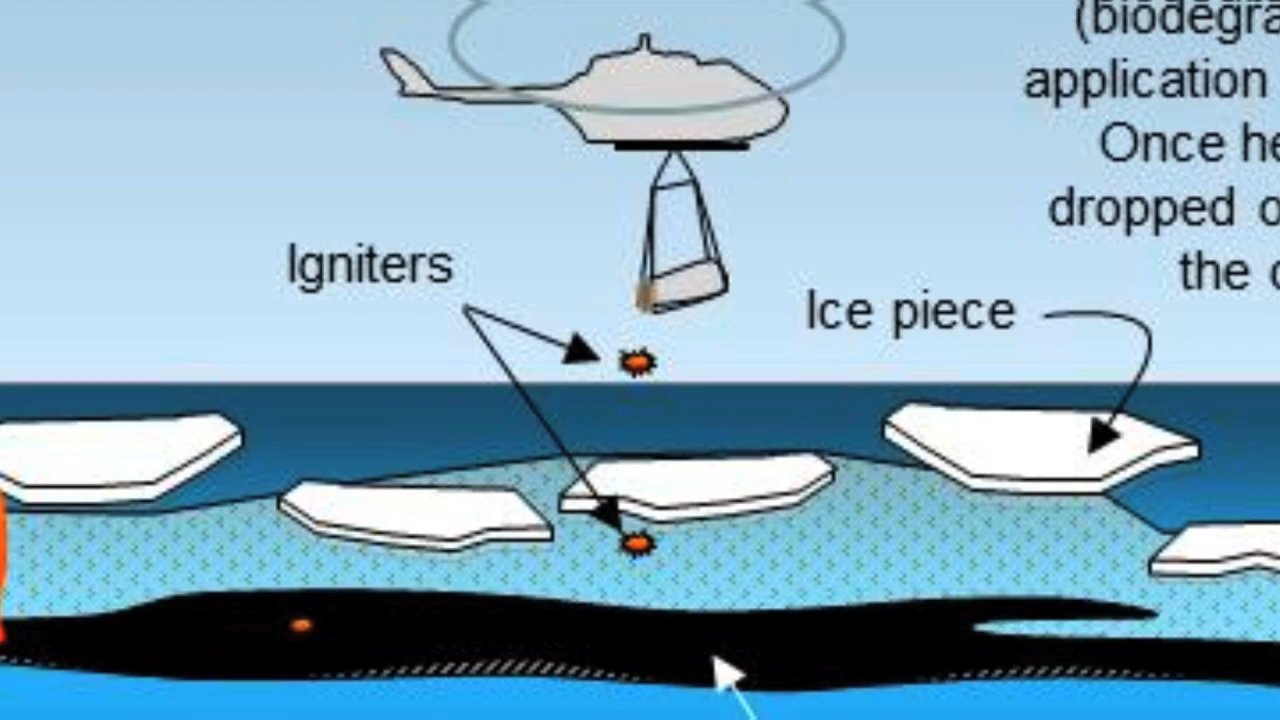 (biodegra
application
Once he
dropped o
the c
Igniters
Ice piece